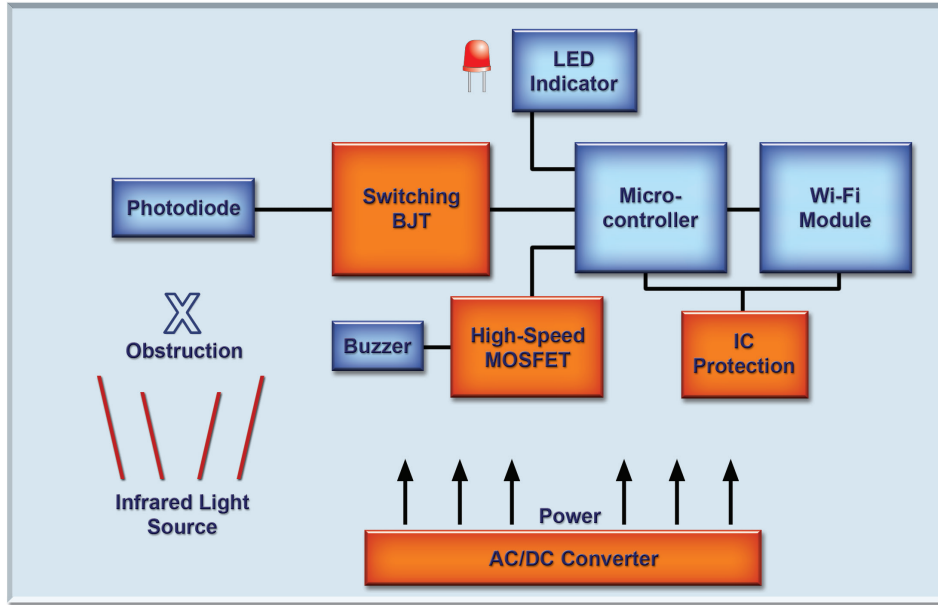 LED
Indicator
Photodiode
Switching
BJT
Micro-
controller
Wi-Fi
Module
X
Obstruction
Buzzer
High-Speed
MOSFET
IC
Protection
Infrared Light
Source
Power
AC/DC Converter